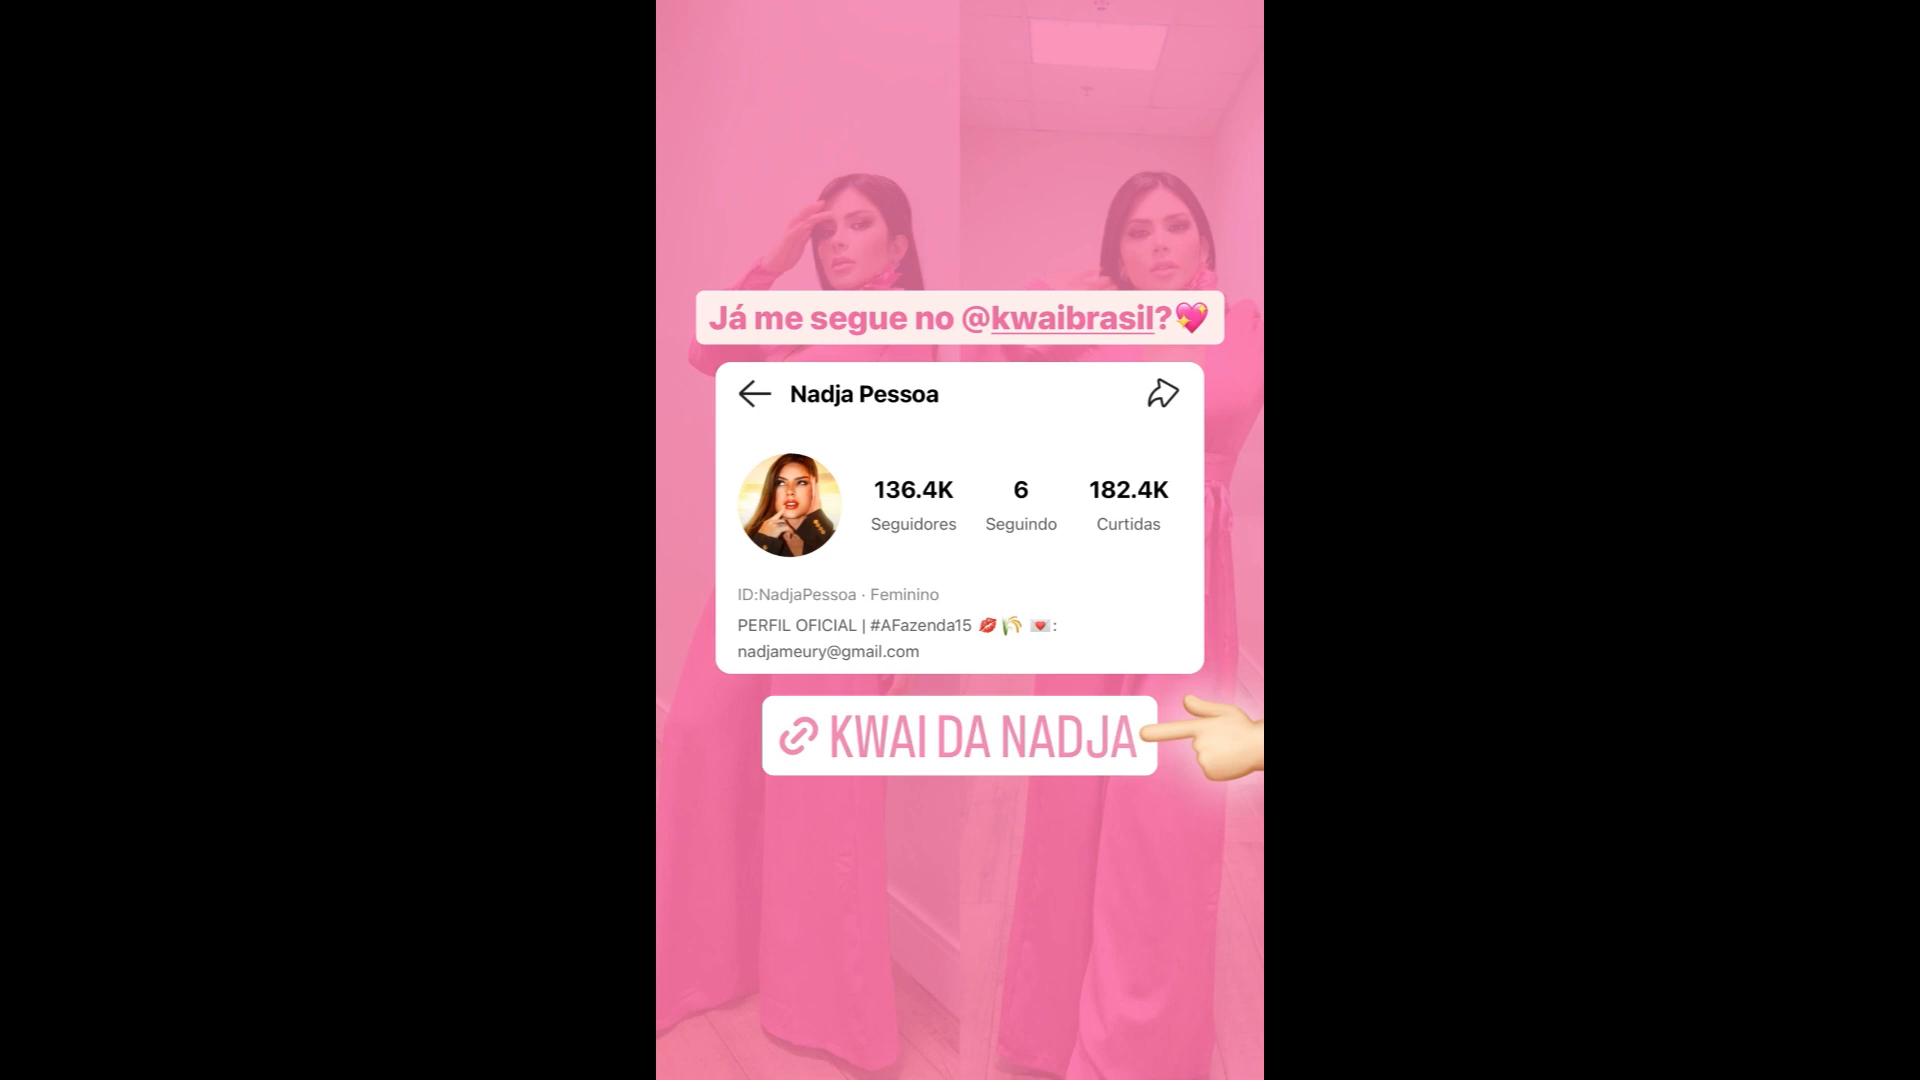 Já me segue no @kwaibrasil?💖
Nadja Pessoa
136.4K 6 182.4K
Seguidores Seguindo Curtidas
ID:NadjaPessoa · Feminino
PERFIL OFICIAL | #AFazenda15 💋🌾 💌:
nadjameury@gmail.com
KWAI DA NADJA